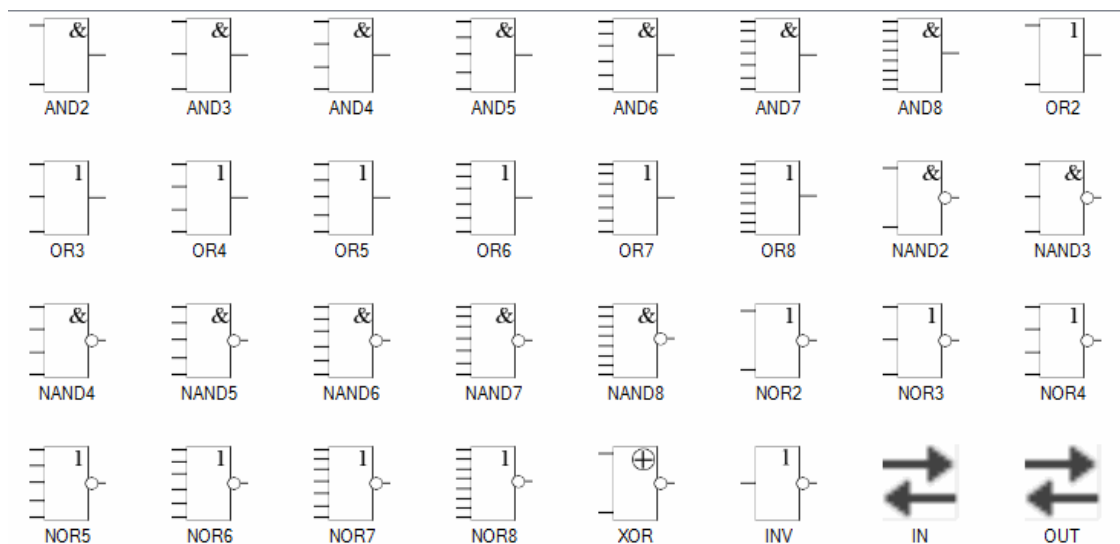 & & & & & & & 1
AND2 AND3 AND4 AND5 AND6 AND7 AND8 OR2
1 1 1 1 1 1 & &
OR3 OR4 OR5 OR6 OR7 OR8 NAND2 NAND3
& & & & & 1 1 1
NAND4 NAND5 NAND6 NAND7 NAND8 NOR2 NOR3 NOR4
1 1 1 1 ⊕ 1
NOR5 NOR6 NOR7 NOR8 XOR INV IN OUT